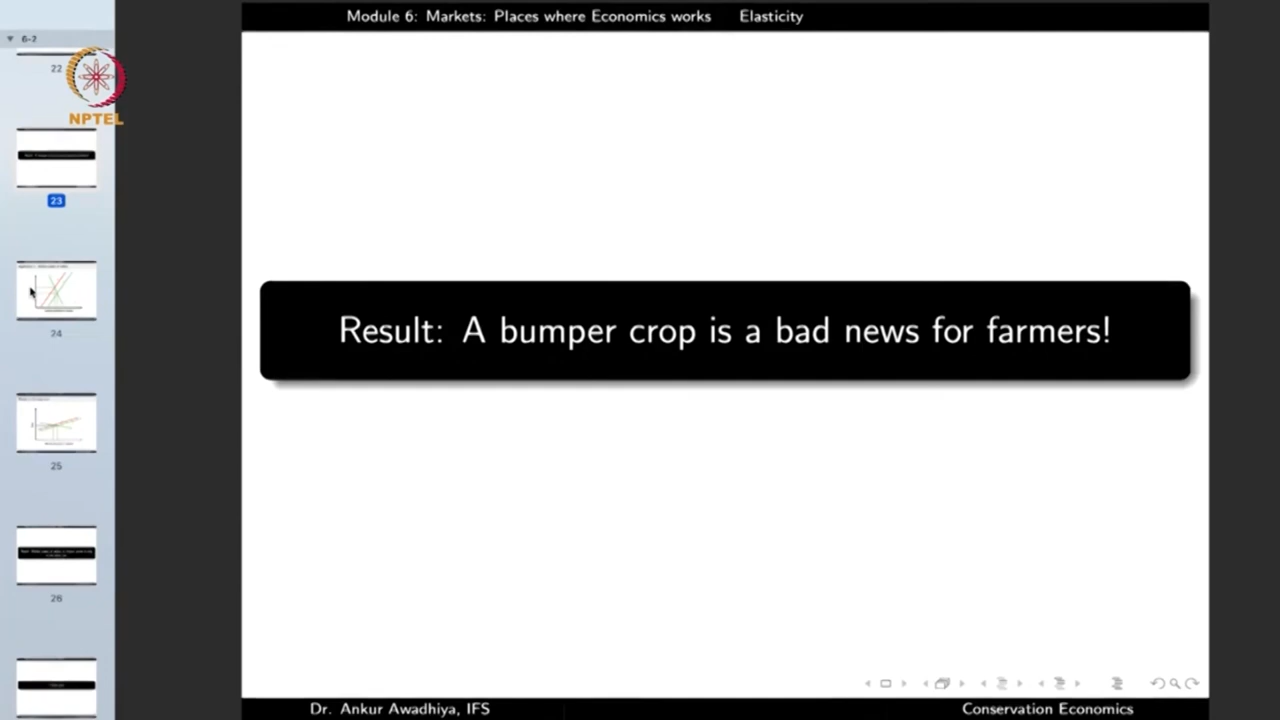 Module 6: Markets: Places where Economics works Elasticity
6-2
22
NPTEL
23
24
25
26
Result: A bumper crop is a bad news for farmers!
Dr. Ankur Awadhiya, IFS
Conservation Economics